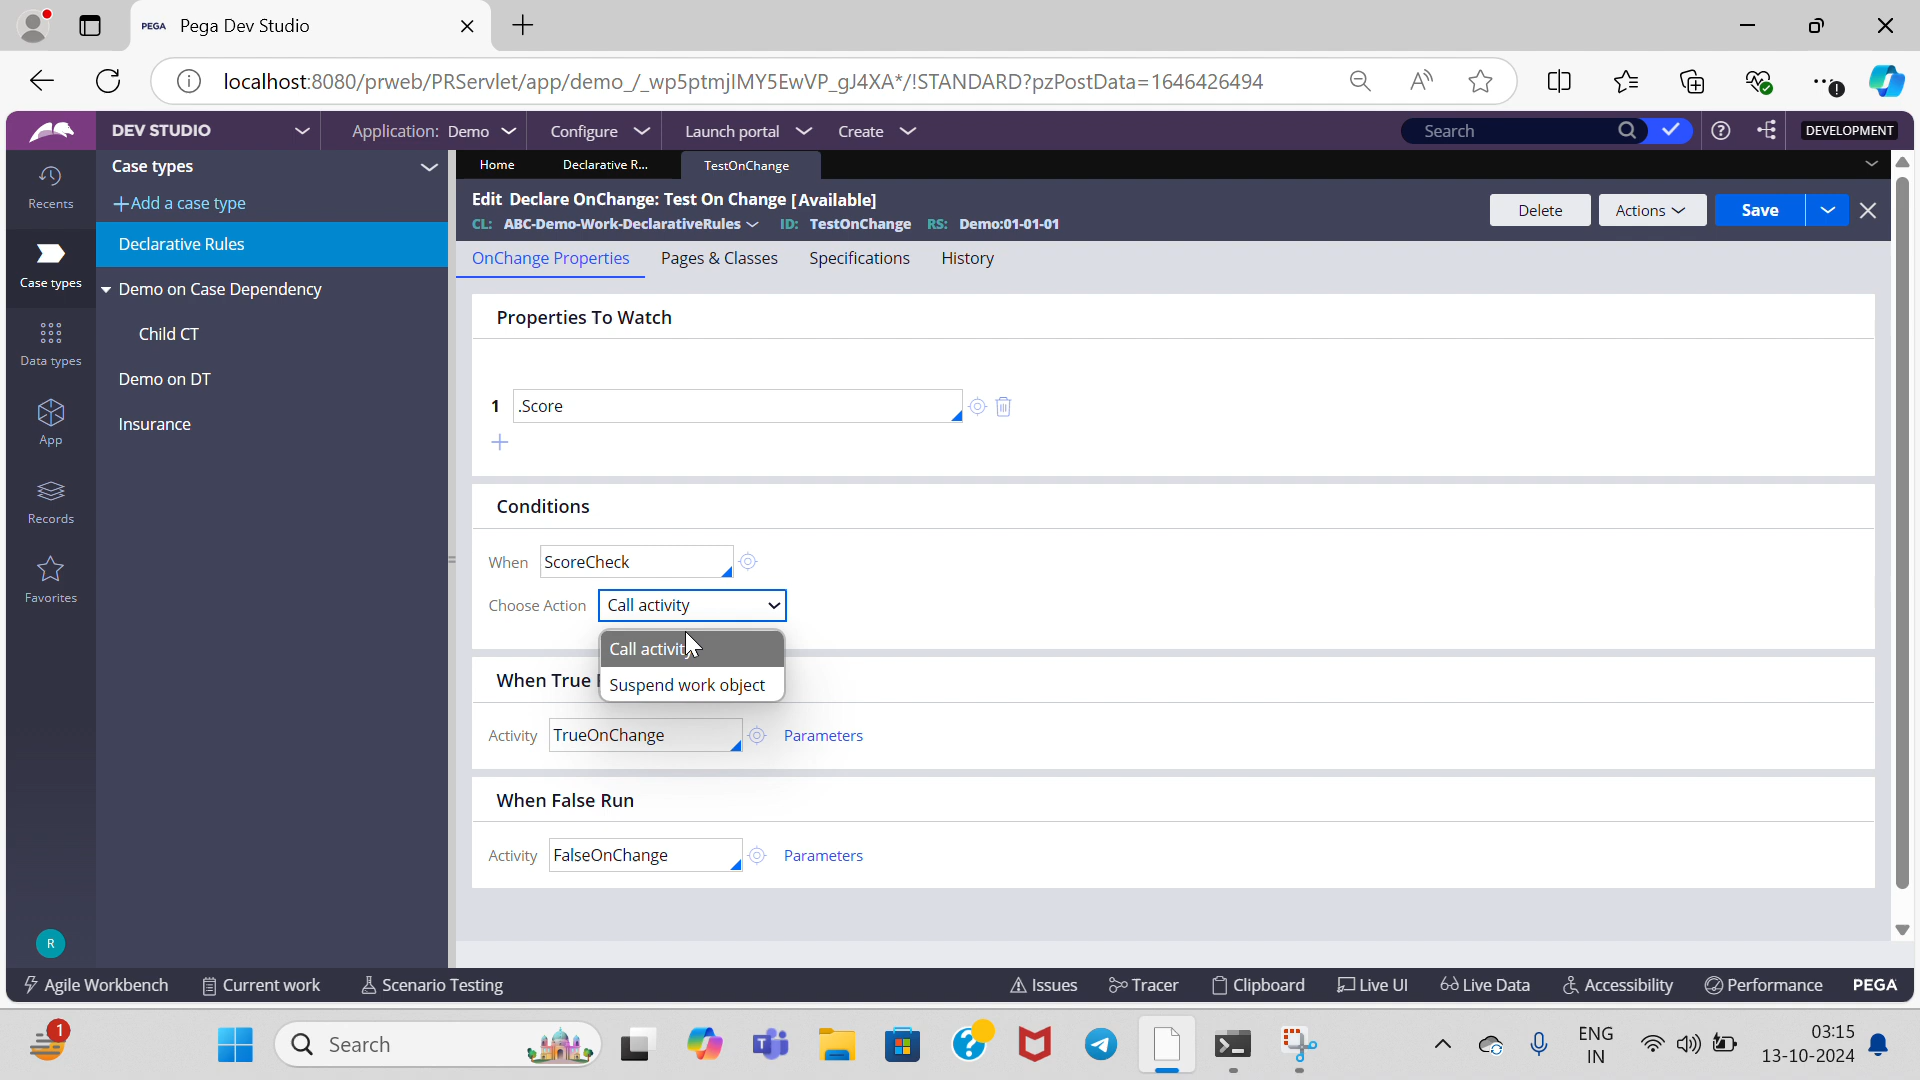 PEGA Pega Dev Studio
localhost:8080/prweb/PRServlet/app/demo_/_wp5ptmjlMY5EwVP_gJ4XA*/!STANDARD?pzPostData=1646426494
DEV STUDIO
Application: Demo
Configure
Launch portal
Create
Search
DEVELOPMENT
Recents
Case types
Data types
App
Records
Favorites
R
Case types
+Add a case type
Declarative Rules
Demo on Case Dependency
Child CT
Demo on DT
Insurance
Home
Declarative R...
TestOnChange
Edit Declare OnChange: Test On Change [Available]
CL: ABC-Demo-Work-DeclarativeRules ID: TestOnChange RS: Demo:01-01-01
Delete
Actions
Save
OnChange Properties
Pages & Classes
Specifications
History
Properties To Watch
1 .Score
Conditions
When ScoreCheck
Choose Action Call activity
Call activity
Suspend work object
When True
Activity TrueOnChange Parameters
When False Run
Activity FalseOnChange Parameters
Agile Workbench
Current work
Scenario Testing
Issues
Tracer
Clipboard
Live UI
Live Data
Accessibility
Performance
PEGA
1
Search
ENG
IN
03:15
13-10-2024